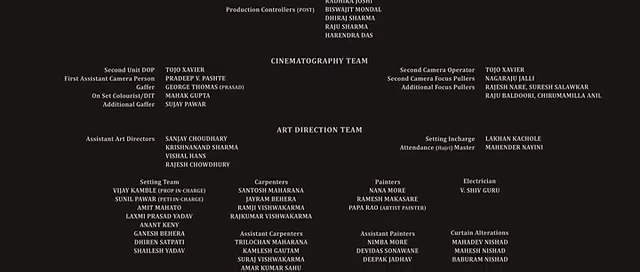 RADHIKA JOSHI
Production Controllers (POST) BISWAJIT MONDAL
DHIRAJ SHARMA
RAJU SHARMA
HARENDRA DAS
CINEMATOGRAPHY TEAM
Second Unit DOP TOJO XAVIER
First Assistant Camera Person PRADEEP V. PASHTE
Gaffer GEORGE THOMAS (PRASAD)
On Set Colourist/DIT MAHAK GUPTA
Additional Gaffer SUJAY PAWAR
Second Camera Operator TOJO XAVIER
Second Camera Focus Pullers NAGARAJU JALLI
Additional Focus Pullers RAJESH NARE, SURESH SALAWKAR
RAJU BALDOORI, CHIRUMAMILLA ANIL
ART DIRECTION TEAM
Assistant Art Directors SANJAY CHOUDHARY
KRISHNANAND SHARMA
VISHAL HANS
RAJESH CHOWDHURY
Setting Incharge LAKHAN KACHOLE
Attendance (Hajri) Master MAHENDER NAVINI
Setting Team
VIJAY KAMBLE (PROP IN-CHARGE)
SUNIL PAWAR (PETI IN-CHARGE)
AMIT MAHATO
LAXMI PRASAD YADAV
ANANT KENY
GANESH BEHERA
DHIREN SATPATI
SHAILESH YADAV
Carpenters
SANTOSH MAHARANA
JAYRAM BEHERA
RAMJI VISHWAKARMA
RAJKUMAR VISHWAKARMA
Assistant Carpenters
TRILOCHAN MAHARANA
KAMLESH GAUTAM
SURAJ VISHWAKARMA
AMAR KUMAR SAHU
Painters
NANA MORE
RAMESH MAKASARE
PAPA RAO (ARTIST PAINTER)
Assistant Painters
NIMBA MORE
DEVIDAS SONAWANE
DEEPAK JADHAV
Electrician
V. SHIV GURU
Curtain Alterations
MAHADEV NISHAD
MAHESH NISHAD
BABURAM NISHAD